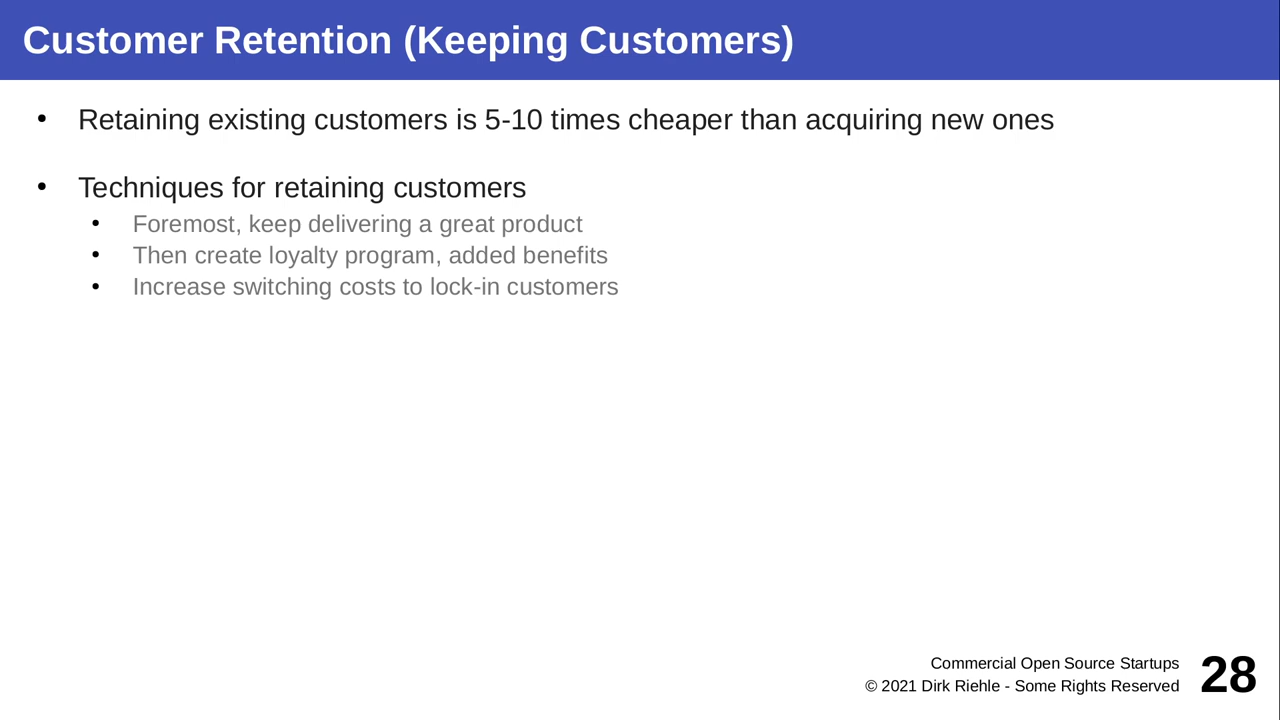 Customer Retention (Keeping Customers)
• Retaining existing customers is 5-10 times cheaper than acquiring new ones
• Techniques for retaining customers
• Foremost, keep delivering a great product
• Then create loyalty program, added benefits
• Increase switching costs to lock-in customers
Commercial Open Source Startups
© 2021 Dirk Riehle - Some Rights Reserved
28